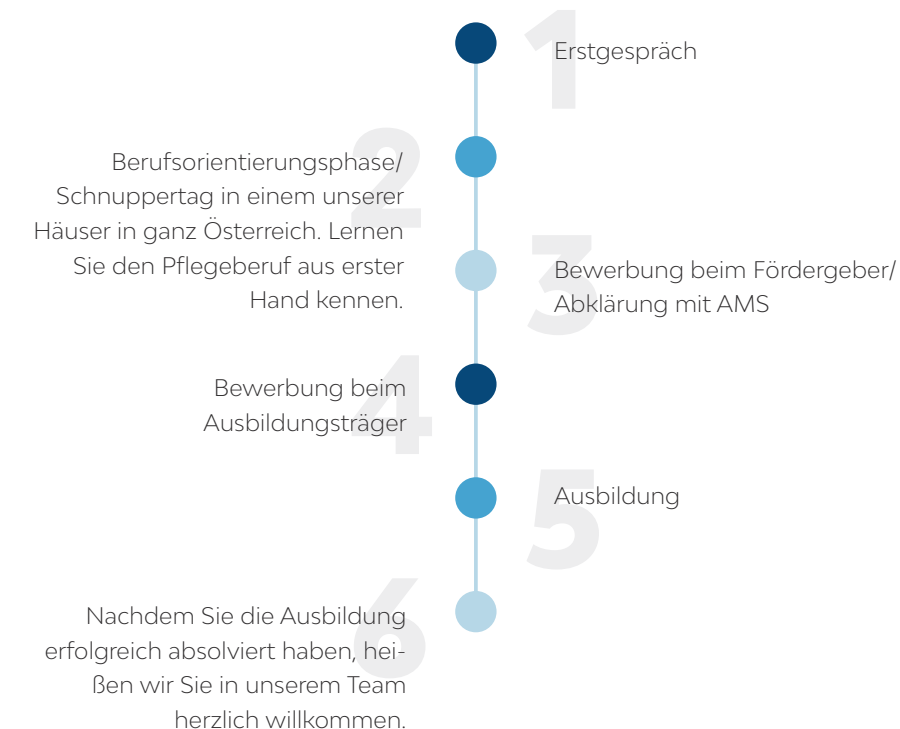 1
Erstgespräch
2
Berufsorientierungsphase/
Schnuppertag in einem unserer
Häuser in ganz Österreich. Lernen
Sie den Pflegeberuf aus erster
Hand kennen.
3
Bewerbung beim Fördergeber/
Abklärung mit AMS
4
Bewerbung beim
Ausbildungsträger
5
Ausbildung
6
Nachdem Sie die Ausbildung
erfolgreich absolviert haben, hei-
ßen wir Sie in unserem Team
herzlich willkommen.